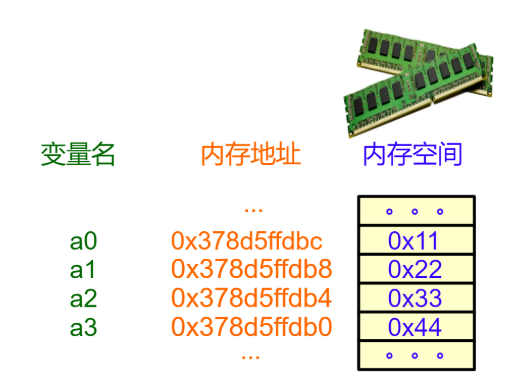 变量名 内存地址 内存空间
... 。。。
a0 0x378d5ffdbc 0x11
a1 0x378d5ffdb8 0x22
a2 0x378d5ffdb4 0x33
a3 0x378d5ffdb0 0x44
... 。。。